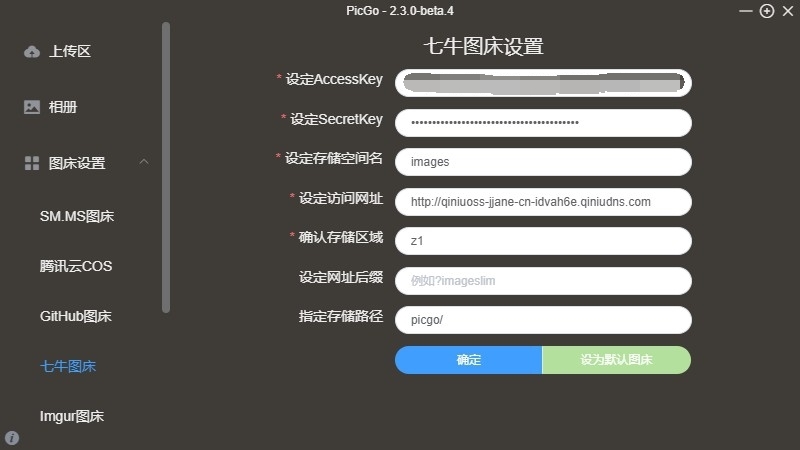 PicGo - 2.3.0-beta.4
上传区
相册
图床设置
SM.MS图床
腾讯云COS
GitHub图床
七牛图床
Imgur图床
七牛图床设置
* 设定AccessKey
* 设定SecretKey
••••••••••••••••••••••••••••••••••••••••
* 设定存储空间名
images
* 设定访问网址
http://qiniuoss-jjane-cn-idvah6e.qiniudns.com
* 确认存储区域
z1
设定网址后缀
例如?imageslim
指定存储路径
picgo/
确定
设为默认图床